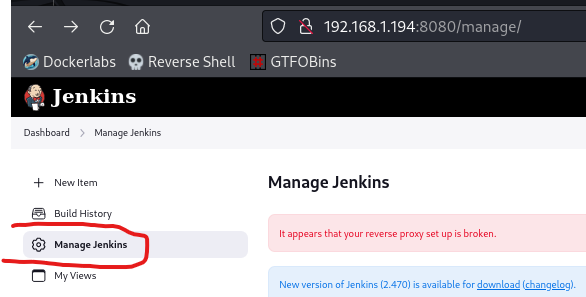 192.168.1.194:8080/manage/
Dockerlabs Reverse Shell GTFOBins
Jenkins
Dashboard > Manage Jenkins
New Item
Manage Jenkins
Build History
It appears that your reverse proxy set up is broken.
Manage Jenkins
My Views
New version of Jenkins (2.470) is available for download (changelog).